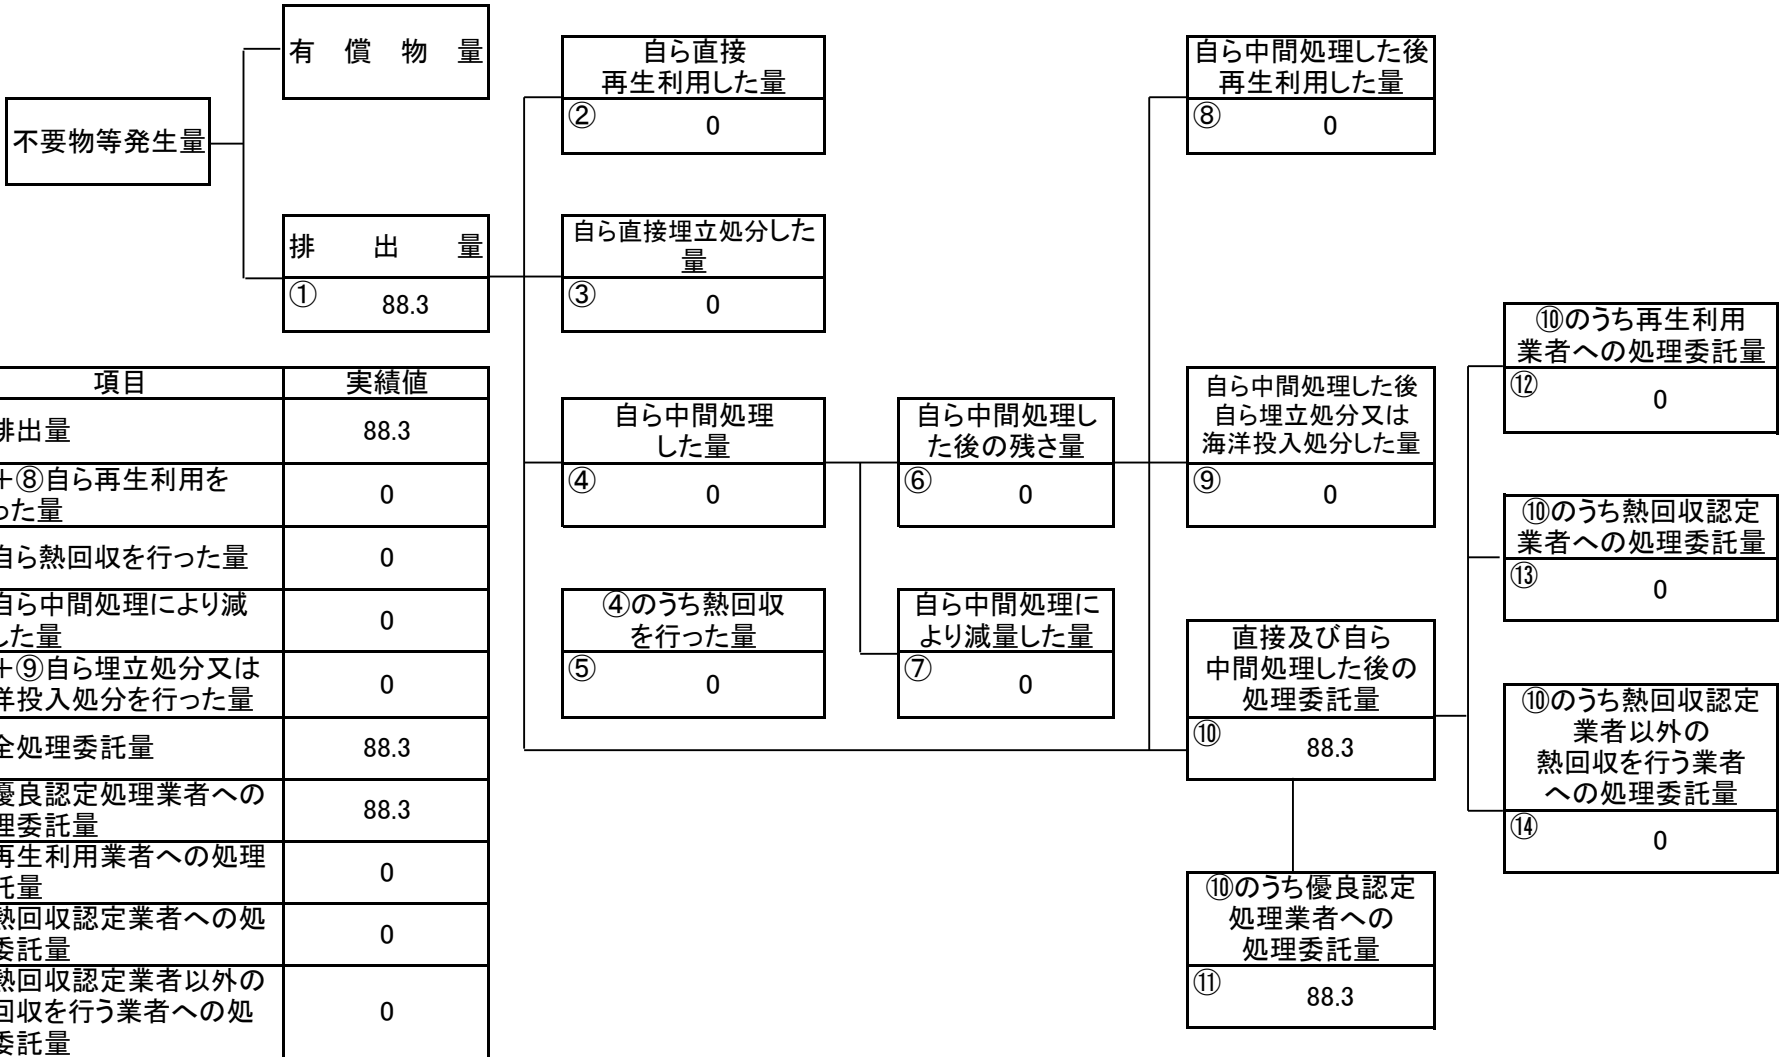 有 償 物 量
不要物等発生量
排 出 量
① 88.3
自ら直接
再生利用した量
② 0
自ら直接埋立処分した
量
③ 0
自ら中間処理
した量
④ 0
④のうち熱回収
を行った量
⑤ 0
自ら中間処理し
た後の残さ量
⑥ 0
自ら中間処理に
より減量した量
⑦ 0
自ら中間処理した後
再生利用した量
⑧ 0
自ら中間処理した後
自ら埋立処分又は
海洋投入処分した量
⑨ 0
直接及び自ら
中間処理した後の
処理委託量
⑩ 88.3
⑩のうち優良認定
処理業者への
処理委託量
⑪ 88.3
⑩のうち再生利用
業者への処理委託量
⑫ 0
⑩のうち熱回収認定
業者への処理委託量
⑬ 0
⑩のうち熱回収認定
業者以外の
熱回収を行う業者
への処理委託量
⑭ 0
項目 実績値
排出量 88.3
+⑧自ら再生利用を
った量 0
自ら熱回収を行った量 0
自ら中間処理により減
した量 0
+⑨自ら埋立処分又は
洋投入処分を行った量 0
全処理委託量 88.3
優良認定処理業者への
理委託量 88.3
再生利用業者への処理
託量 0
熱回収認定業者への処
委託量 0
熱回収認定業者以外の
回収を行う業者への処
委託量 0